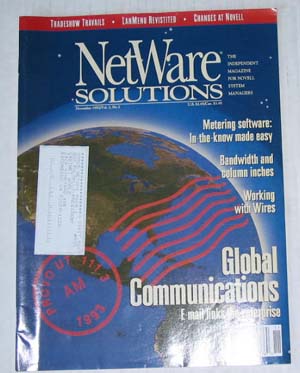 TRADESHOW TRAVAILS • LANMENU REVISITED • CHANGES AT NOVELL
NetWare
SOLUTIONS
THE
INDEPENDENT
MAGAZINE
FOR NOVELL
SYSTEM
MANAGERS
Metering software:
In-the-know made easy
Bandwidth and
column inches
Working
with Wires
Global
Communications
E-mail links the enterprise
PROVO UT
AM
1993